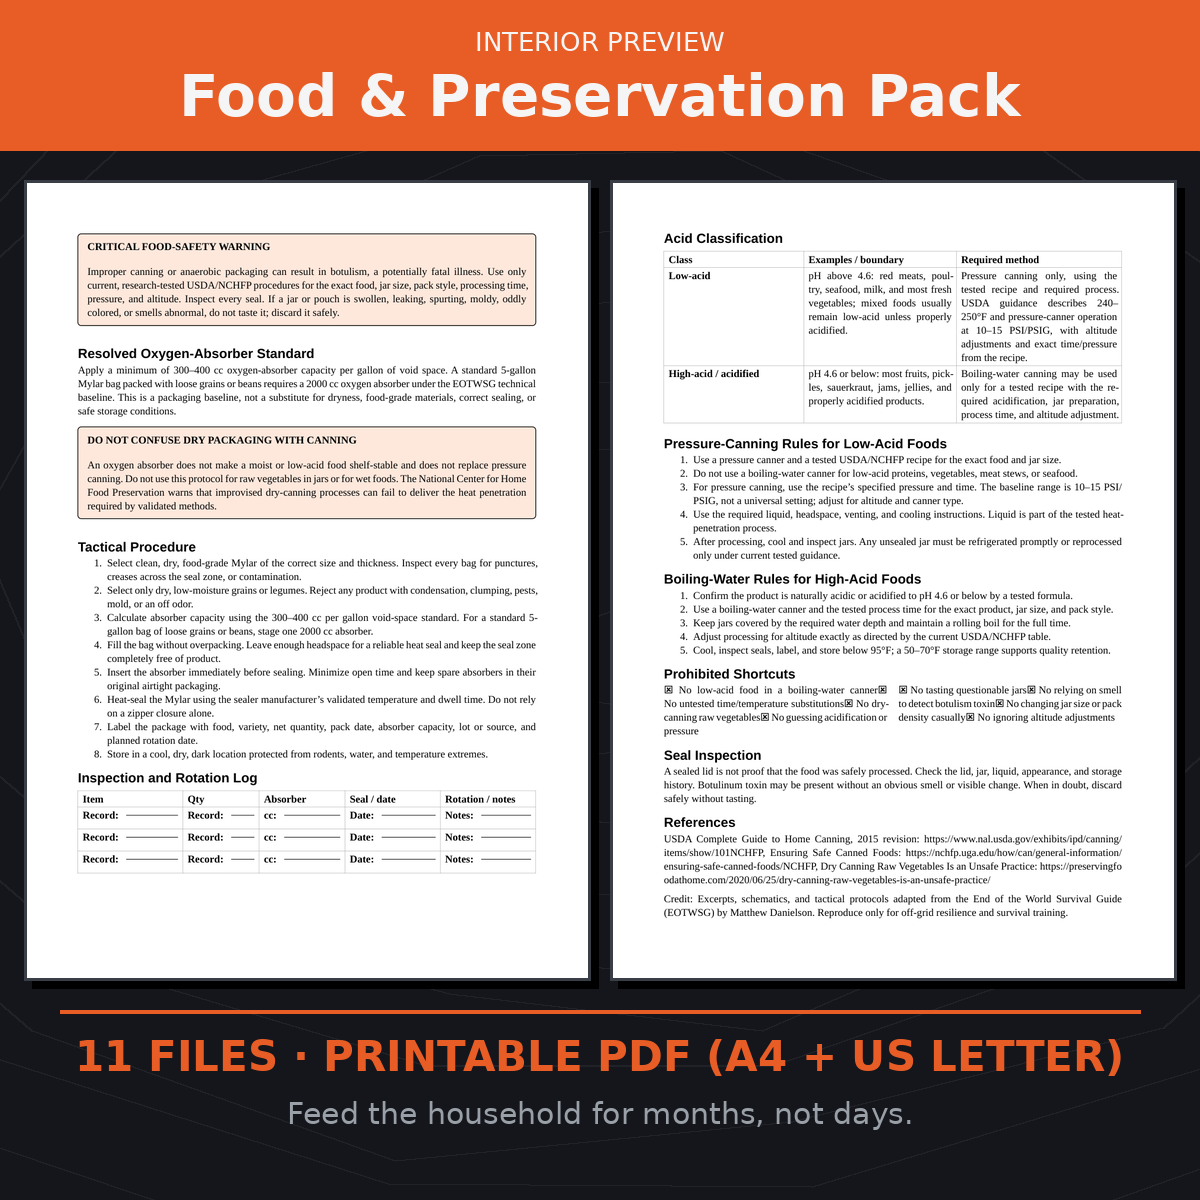 INTERIOR PREVIEW
Food & Preservation Pack
CRITICAL FOOD-SAFETY WARNING
Improper canning or anaerobic packaging can result in botulism, a potentially fatal illness. Use only
current, research-tested USDA/NCHFP procedures for the exact food, jar size, pack style, processing time,
pressure, and altitude. Inspect every seal. If a jar or pouch is swollen, leaking, spurting, moldy, oddly
colored, or smells abnormal, do not taste it; discard it safely.
Resolved Oxygen-Absorber Standard
Apply a minimum of 300–400 cc oxygen-absorber capacity per gallon of void space. A standard 5-gallon
Mylar bag packed with loose grains or beans requires a 2000 cc oxygen absorber under the EOTWSG technical
baseline. This is a packaging baseline, not a substitute for dryness, food-grade materials, correct sealing, or
safe storage conditions.
DO NOT CONFUSE DRY PACKAGING WITH CANNING
An oxygen absorber does not make a moist or low-acid food shelf-stable and does not replace pressure
canning. Do not use this protocol for raw vegetables in jars or for wet foods. The National Center for Home
Food Preservation warns that improvised dry-canning processes can fail to deliver the heat penetration
required by validated methods.
Tactical Procedure
1. Select clean, dry, food-grade Mylar of the correct size and thickness. Inspect every bag for punctures,
creases across the seal zone, or contamination.
2. Select only dry, low-moisture grains or legumes. Reject any product with condensation, clumping, pests,
mold, or an off odor.
3. Calculate absorber capacity using the 300–400 cc per gallon void-space standard. For a standard 5-
gallon bag of loose grains or beans, stage one 2000 cc absorber.
4. Fill the bag without overpacking. Leave enough headspace for a reliable heat seal and keep the seal zone
completely free of product.
5. Insert the absorber immediately before sealing. Minimize open time and keep spare absorbers in their
original airtight packaging.
6. Heat-seal the Mylar using the sealer manufacturer’s validated temperature and dwell time. Do not rely
on a zipper closure alone.
7. Label the package with food, variety, net quantity, pack date, absorber capacity, lot or source, and
planned rotation date.
8. Store in a cool, dry, dark location protected from rodents, water, and temperature extremes.
Inspection and Rotation Log
Item Qty Absorber Seal / date Rotation / notes
Record: Record: cc: Date: Notes:
Record: Record: cc: Date: Notes:
Record: Record: cc: Date: Notes:
Acid Classification
Class Examples / boundary Required method
Low-acid
pH above 4.6: red meats, poul-
try, seafood, milk, and most fresh
vegetables; mixed foods usually
remain low-acid unless properly
acidified.
Pressure canning only, using the
tested recipe and required process.
USDA guidance describes 240–
250°F and pressure-canner operation
at 10–15 PSI/PSIG, with altitude
adjustments and exact time/pressure
from the recipe.
High-acid / acidified
pH 4.6 or below: most fruits, pick-
les, sauerkraut, jams, jellies, and
properly acidified products.
Boiling-water canning may be used
only for a tested recipe with the re-
quired acidification, jar preparation,
process time, and altitude adjustment.
Pressure-Canning Rules for Low-Acid Foods
1. Use a pressure canner and a tested USDA/NCHFP recipe for the exact food and jar size.
2. Do not use a boiling-water canner for low-acid proteins, vegetables, meat stews, or seafood.
3. For pressure canning, use the recipe’s specified pressure and time. The baseline range is 10–15 PSI/
PSIG, not a universal setting; adjust for altitude and canner type.
4. Use the required liquid, headspace, venting, and cooling instructions. Liquid is part of the tested heat-
penetration process.
5. After processing, cool and inspect jars. Any unsealed jar must be refrigerated promptly or reprocessed
only under current tested guidance.
Boiling-Water Rules for High-Acid Foods
1. Confirm the product is naturally acidic or acidified to pH 4.6 or below by a tested formula.
2. Use a boiling-water canner and the tested process time for the exact product, jar size, and pack style.
3. Keep jars covered by the required water depth and maintain a rolling boil for the full time.
4. Adjust processing for altitude exactly as directed by the current USDA/NCHFP table.
5. Cool, inspect seals, label, and store below 95°F; a 50–70°F storage range supports quality retention.
Prohibited Shortcuts
☒ No low-acid food in a boiling-water canner☒
No untested time/temperature substitutions☒ No dry-
canning raw vegetables☒ No guessing acidification or
pressure
☒ No tasting questionable jars☒ No relying on smell
to detect botulism toxin☒ No changing jar size or pack
density casually☒ No ignoring altitude adjustments
Seal Inspection
A sealed lid is not proof that the food was safely processed. Check the lid, jar, liquid, appearance, and storage
history. Botulinum toxin may be present without an obvious smell or visible change. When in doubt, discard
safely without tasting.
References
USDA Complete Guide to Home Canning, 2015 revision: https://www.nal.usda.gov/exhibits/ipd/canning/
items/show/101NCHFP, Ensuring Safe Canned Foods: https://nchfp.uga.edu/how/can/general-information/
ensuring-safe-canned-foods/NCHFP, Dry Canning Raw Vegetables Is an Unsafe Practice: https://preservingfo
odathome.com/2020/06/25/dry-canning-raw-vegetables-is-an-unsafe-practice/
Credit: Excerpts, schematics, and tactical protocols adapted from the End of the World Survival Guide
(EOTWSG) by Matthew Danielson. Reproduce only for off-grid resilience and survival training.
11 FILES · PRINTABLE PDF (A4 + US LETTER)
Feed the household for months, not days.